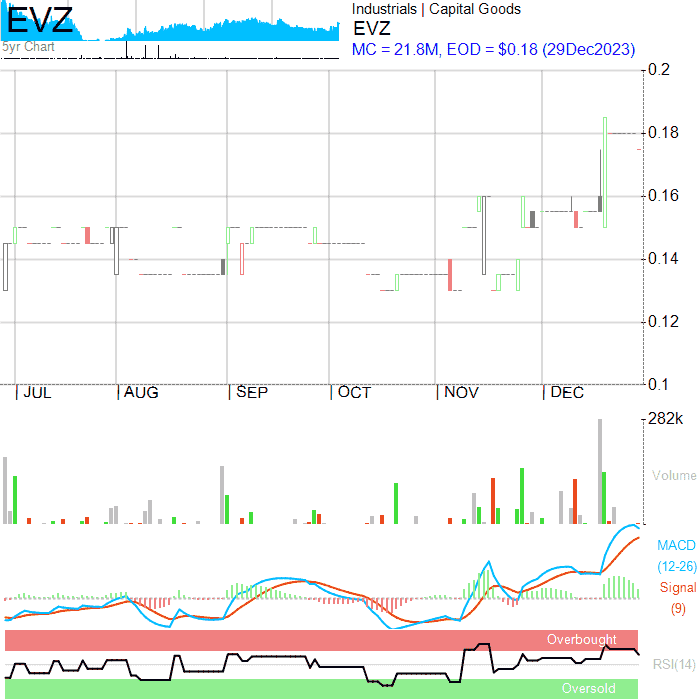 EVZ
5yr Chart
Industrials | Capital Goods
EVZ
MC = 21.8M, EOD = $0.18 (29Dec2023)
0.2
0.18
0.16
0.14
0.12
0.1
JUL AUG SEP OCT NOV DEC
282k
Volume
MACD
(12-26)
Signal
(9)
Overbought
RSI(14)
Oversold